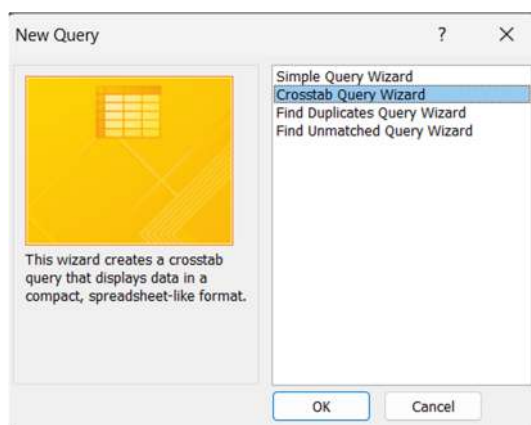 New Query
?
Simple Query Wizard
Crosstab Query Wizard
Find Duplicates Query Wizard
Find Unmatched Query Wizard
This wizard creates a crosstab
query that displays data in a
compact, spreadsheet-like format.
OK
Cancel